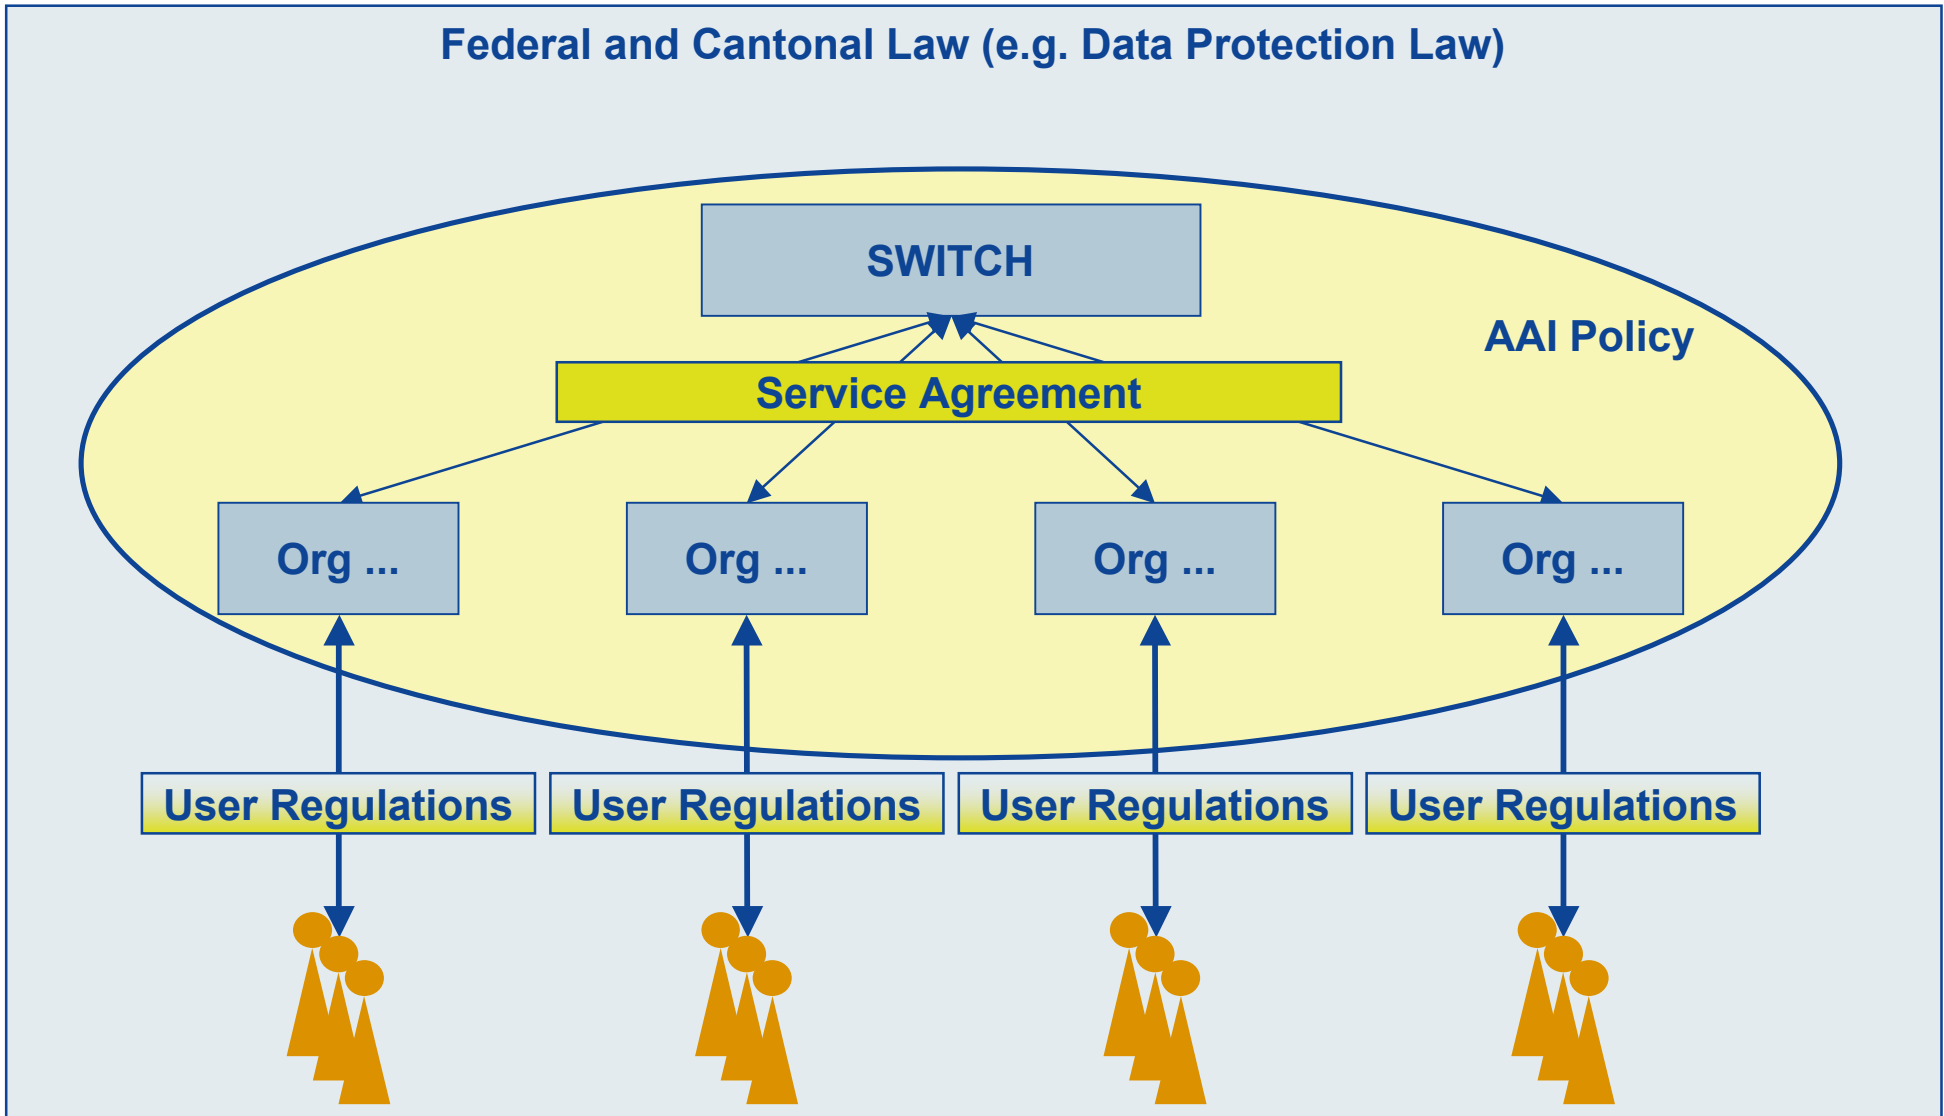 Federal and Cantonal Law (e.g. Data Protection Law)
SWITCH
AAI Policy
Service Agreement
Org ...
Org ...
Org ...
Org ...
User Regulations
User Regulations
User Regulations
User Regulations